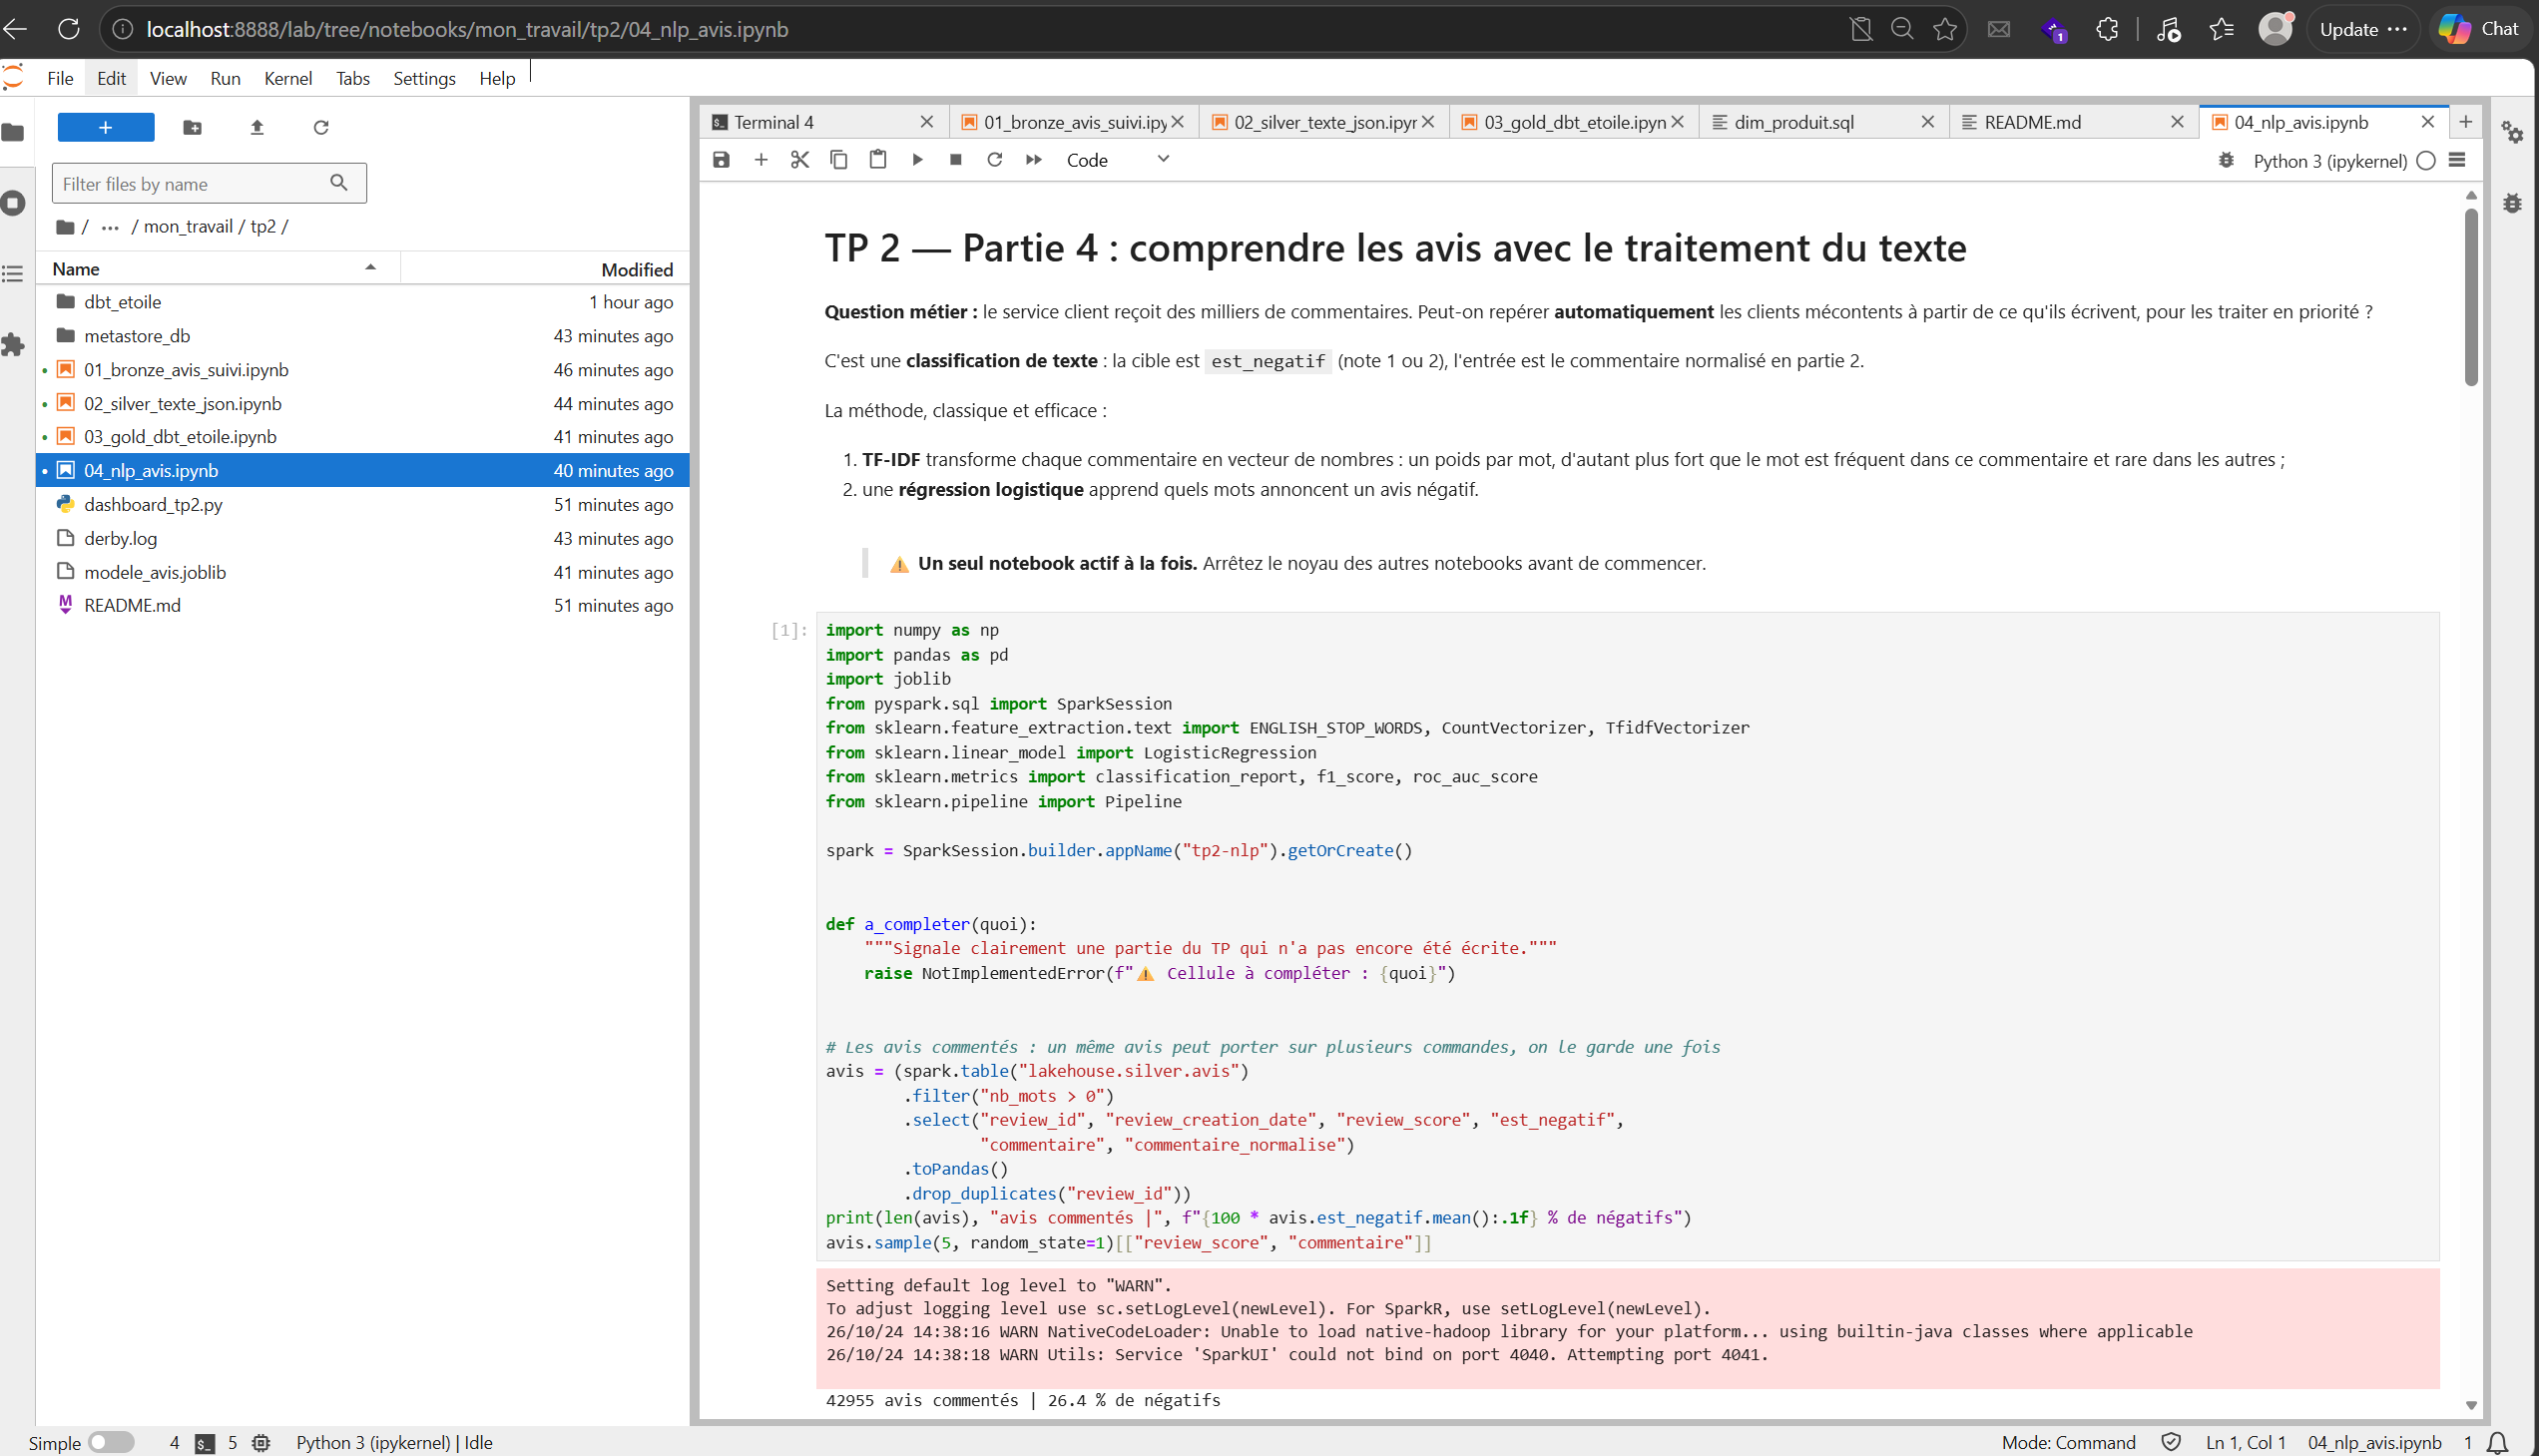 localhost:8888/lab/tree/notebooks/mon_travail/tp2/04_nlp_avis.ipynb
1
Update
Chat
File Edit View Run Kernel Tabs Settings Help
+
Filter files by name
/ ... / mon_travail / tp2 /
Name Modified
dbt_etoile 1 hour ago
metastore_db 43 minutes ago
01_bronze_avis_suivi.ipynb 46 minutes ago
02_silver_texte_json.ipynb 44 minutes ago
03_gold_dbt_etoile.ipynb 41 minutes ago
04_nlp_avis.ipynb 40 minutes ago
dashboard_tp2.py 51 minutes ago
derby.log 43 minutes ago
modele_avis.joblib 41 minutes ago
README.md 51 minutes ago
Terminal 4 01_bronze_avis_suivi.ipy 02_silver_texte_json.ipyr 03_gold_dbt_etoile.ipyn dim_produit.sql README.md 04_nlp_avis.ipynb
Code
Python 3 (ipykernel)
TP 2 — Partie 4 : comprendre les avis avec le traitement du texte
Question métier : le service client reçoit des milliers de commentaires. Peut-on repérer automatiquement les clients mécontents à partir de ce qu'ils écrivent, pour les traiter en priorité ?
C'est une classification de texte : la cible est est_negatif (note 1 ou 2), l'entrée est le commentaire normalisé en partie 2.
La méthode, classique et efficace :
1. TF-IDF transforme chaque commentaire en vecteur de nombres : un poids par mot, d'autant plus fort que le mot est fréquent dans ce commentaire et rare dans les autres ;
2. une régression logistique apprend quels mots annoncent un avis négatif.
⚠️ Un seul notebook actif à la fois. Arrêtez le noyau des autres notebooks avant de commencer.
[1]:
import numpy as np
import pandas as pd
import joblib
from pyspark.sql import SparkSession
from sklearn.feature_extraction.text import ENGLISH_STOP_WORDS, CountVectorizer, TfidfVectorizer
from sklearn.linear_model import LogisticRegression
from sklearn.metrics import classification_report, f1_score, roc_auc_score
from sklearn.pipeline import Pipeline
spark = SparkSession.builder.appName("tp2-nlp").getOrCreate()
def a_completer(quoi):
"""Signale clairement une partie du TP qui n'a pas encore été écrite."""
raise NotImplementedError(f"⚠️ Cellule à compléter : {quoi}")
# Les avis commentés : un même avis peut porter sur plusieurs commandes, on le garde une fois
avis = (spark.table("lakehouse.silver.avis")
.filter("nb_mots > 0")
.select("review_id", "review_creation_date", "review_score", "est_negatif",
"commentaire", "commentaire_normalise")
.toPandas()
.drop_duplicates("review_id"))
print(len(avis), "avis commentés |", f"{100 * avis.est_negatif.mean():.1f} % de négatifs")
avis.sample(5, random_state=1)[["review_score", "commentaire"]]
Setting default log level to "WARN".
To adjust logging level use sc.setLogLevel(newLevel). For SparkR, use setLogLevel(newLevel).
26/10/24 14:38:16 WARN NativeCodeLoader: Unable to load native-hadoop library for your platform... using builtin-java classes where applicable
26/10/24 14:38:18 WARN Utils: Service 'SparkUI' could not bind on port 4040. Attempting port 4041.
42955 avis commentés | 26.4 % de négatifs
Simple 4 5 Python 3 (ipykernel) | Idle Mode: Command Ln 1, Col 1 04_nlp_avis.ipynb 1